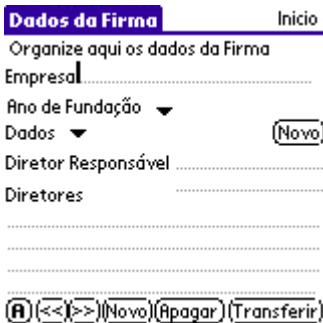 Dados da Firma Inicio
Organize aqui os dados da Firma
Empresa
Ano de Fundação
Dados (Novo)
Diretor Responsável
Diretores
(A)(<<)(>>)(Novo)(Apagar)(Transferir)